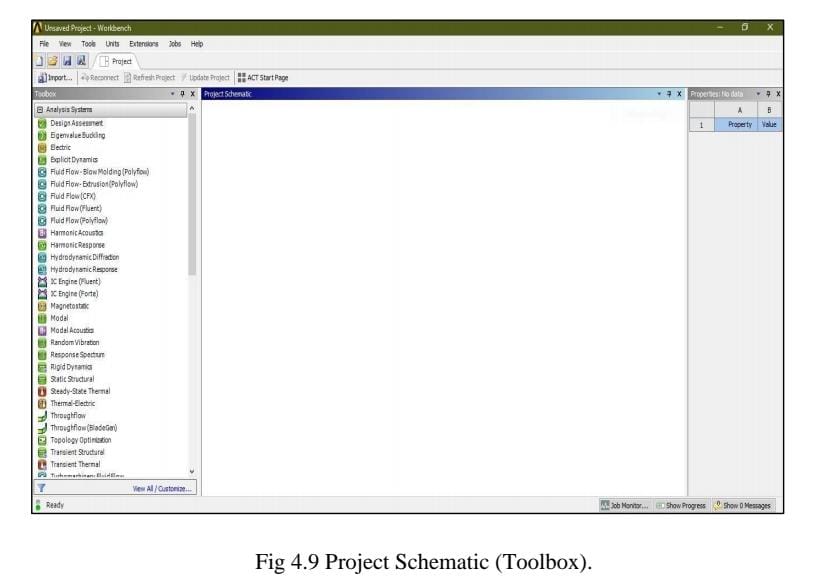 Unsaved Project - Workbench
File View Tools Units Extensions Jobs Help
Project
Import... Reconnect Refresh Project Update Project ACT Start Page
Toolbox
Project Schematic
Properties: No data
Analysis Systems
Design Assessment
Eigenvalue Buckling
Electric
Explicit Dynamics
Fluid Flow - Blow Molding (Polyflow)
Fluid Flow - Extrusion (Polyflow)
Fluid Flow (CFX)
Fluid Flow (Fluent)
Fluid Flow (Polyflow)
Harmonic Acoustics
Harmonic Response
Hydrodynamic Diffraction
Hydrodynamic Response
IC Engine (Fluent)
IC Engine (Forte)
Magnetostatic
Modal
Modal Acoustics
Random Vibration
Response Spectrum
Rigid Dynamics
Static Structural
Steady-State Thermal
Thermal-Electric
Throughflow
Throughflow (BladeGen)
Topology Optimization
Transient Structural
Transient Thermal
Turbomachinery Fluid Flow
View All / Customize...
A B
1 Property Value
Ready
Job Monitor... Show Progress Show 0 Messages
Fig 4.9 Project Schematic (Toolbox).